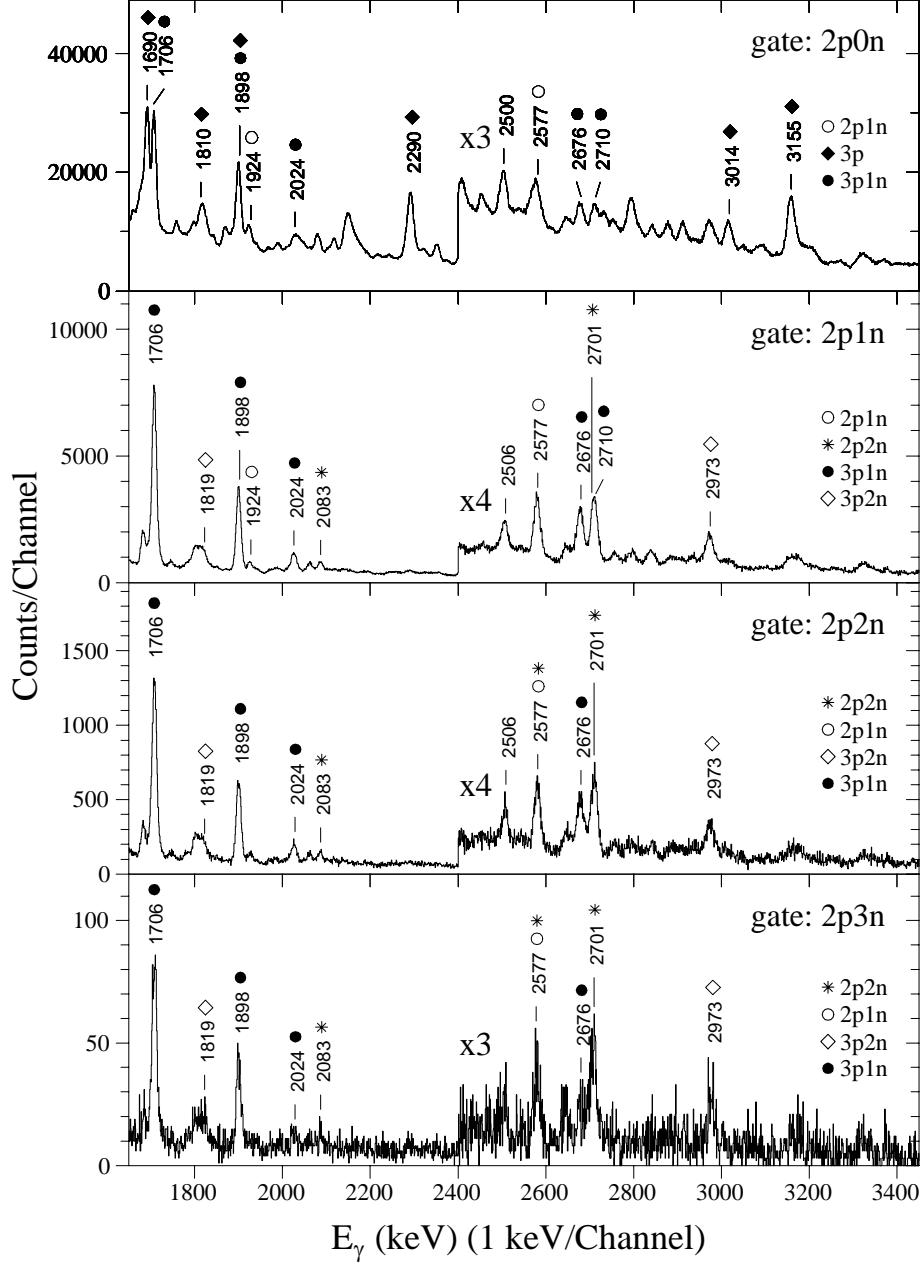 Counts/Channel
gate: 2p0n
40000
20000
0
1690
1706
1810
1898
1924
2024
2290
x3
2500
2577
2676
2710
3014
3155
2p1n
3p
3p1n
gate: 2p1n
10000
5000
0
1706
1819
1898
1924
2024
2083
x4
2506
2577
2676
2701
2710
2973
2p1n
2p2n
3p1n
3p2n
gate: 2p2n
1500
1000
500
0
1706
1819
1898
2024
2083
x4
2506
2577
2676
2701
2973
2p2n
2p1n
3p2n
3p1n
gate: 2p3n
100
50
0
1706
1819
1898
2024
2083
x3
2577
2676
2701
2973
2p2n
2p1n
3p2n
3p1n
1800 2000 2200 2400 2600 2800 3000 3200 3400
Eγ (keV) (1 keV/Channel)